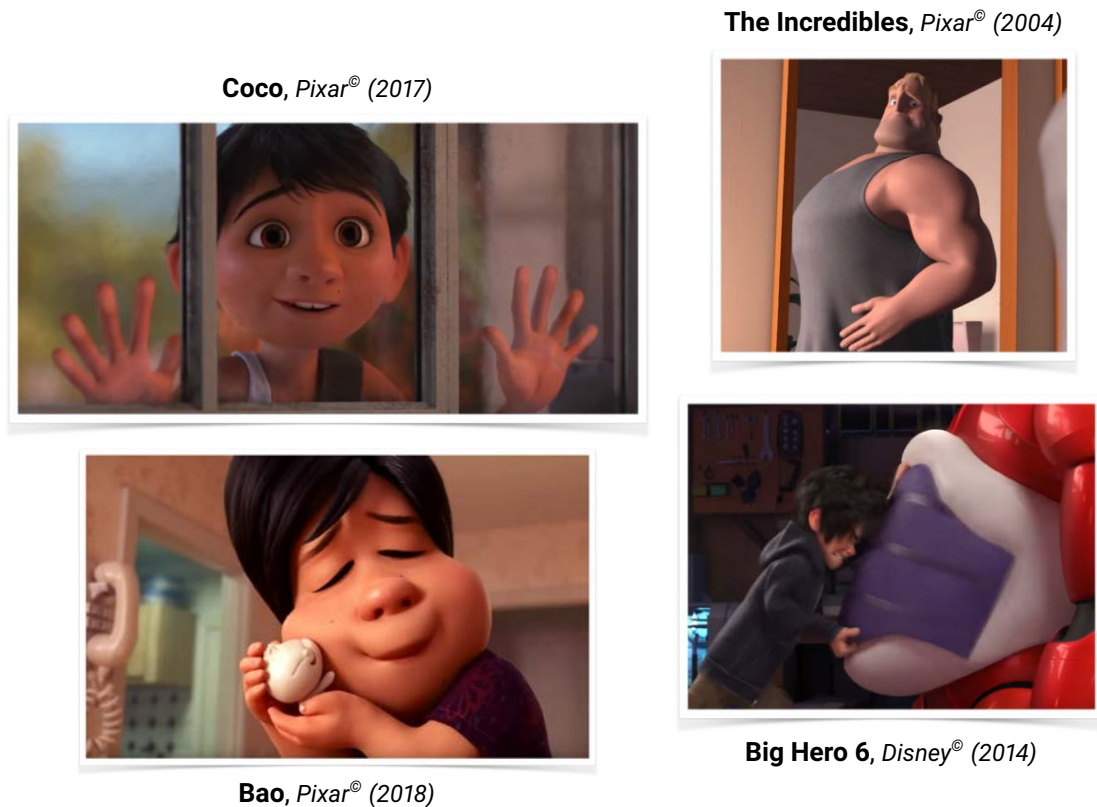 The Incredibles, Pixar© (2004)
Coco, Pixar© (2017)
Bao, Pixar© (2018)
Big Hero 6, Disney© (2014)